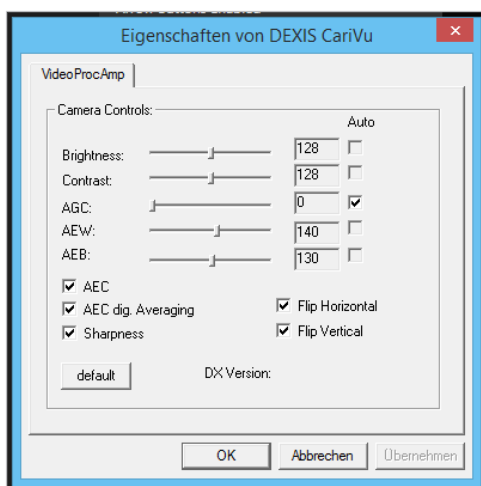 Eigenschaften von DEXIS CariVu
VideoProcAmp
Camera Controls:
Auto
Brightness: 128
Contrast: 128
AGC: 0
AEW: 140
AEB: 130
AEC
AEC dig. Averaging
Flip Horizontal
Sharpness
Flip Vertical
default
DX Version:
OK
Abbrechen
Übernehmen